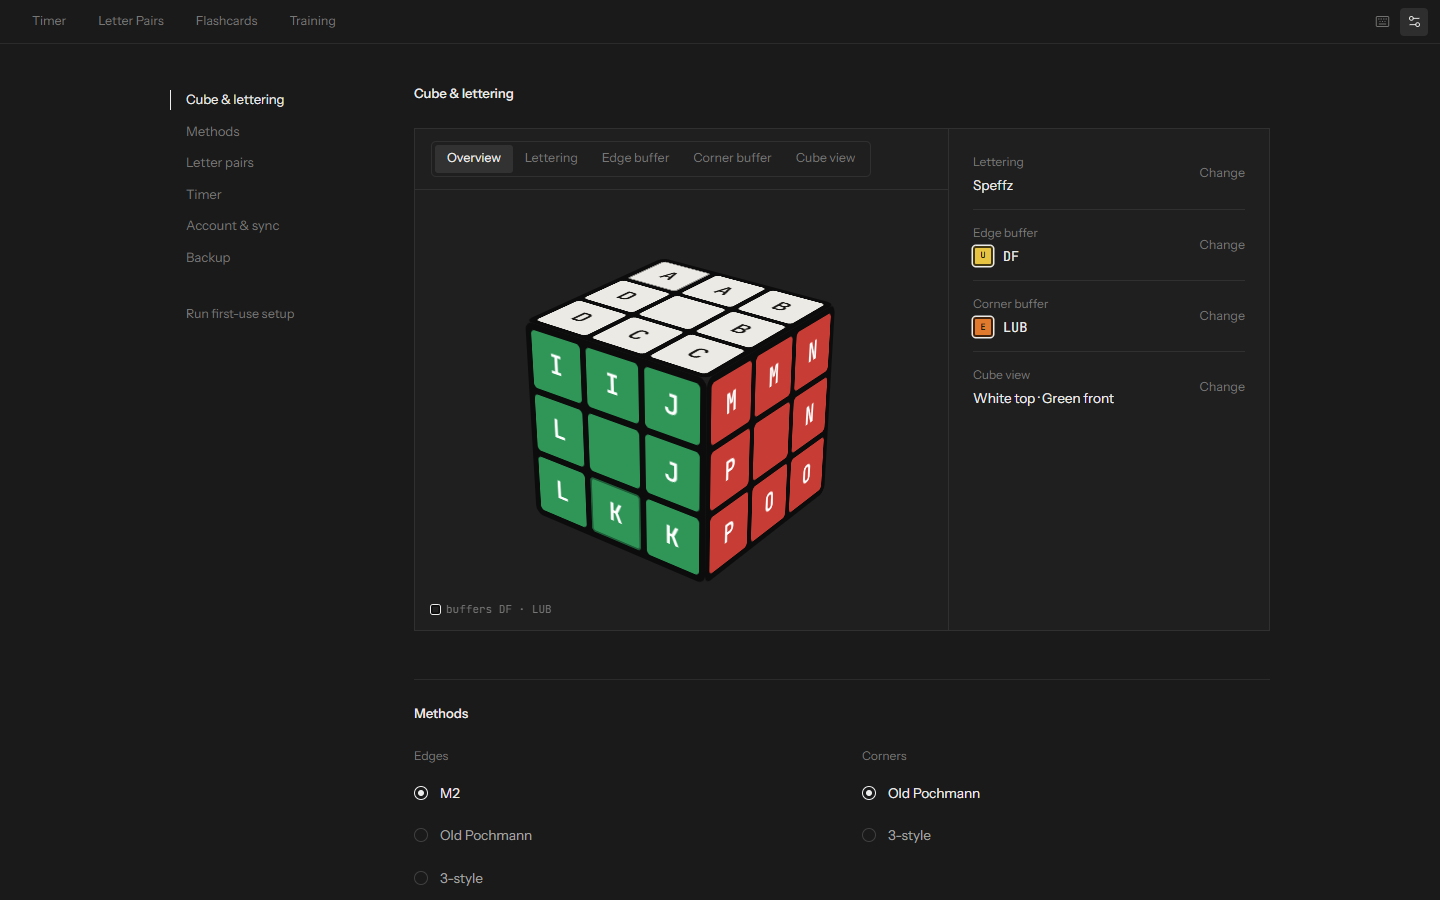 Timer Letter Pairs Flashcards Training
Cube & lettering
Methods
Letter pairs
Timer
Account & sync
Backup
Run first-use setup
Cube & lettering
Overview Lettering Edge buffer Corner buffer Cube view
A A B
D B
D C C
I I J
L J
L K K
M M N
P N
P O O
buffers DF · LUB
Lettering
Speffz
Change
Edge buffer
U DF
Change
Corner buffer
E LUB
Change
Cube view
White top · Green front
Change
Methods
Edges
M2
Old Pochmann
3-style
Corners
Old Pochmann
3-style